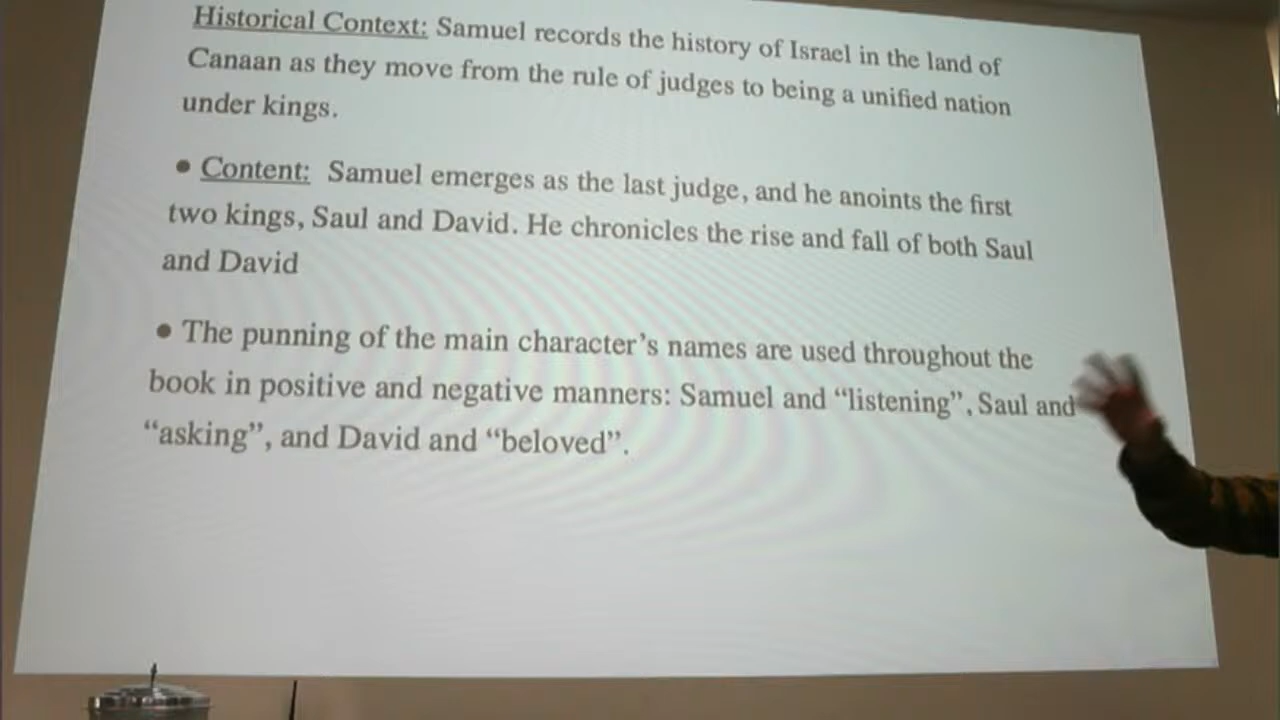 Historical Context: Samuel records the history of Israel in the land of
Canaan as they move from the rule of judges to being a unified nation
under kings.
● Content: Samuel emerges as the last judge, and he anoints the first
two kings, Saul and David. He chronicles the rise and fall of both Saul
and David
● The punning of the main character’s names are used throughout the
book in positive and negative manners: Samuel and “listening”, Saul and
“asking”, and David and “beloved”.